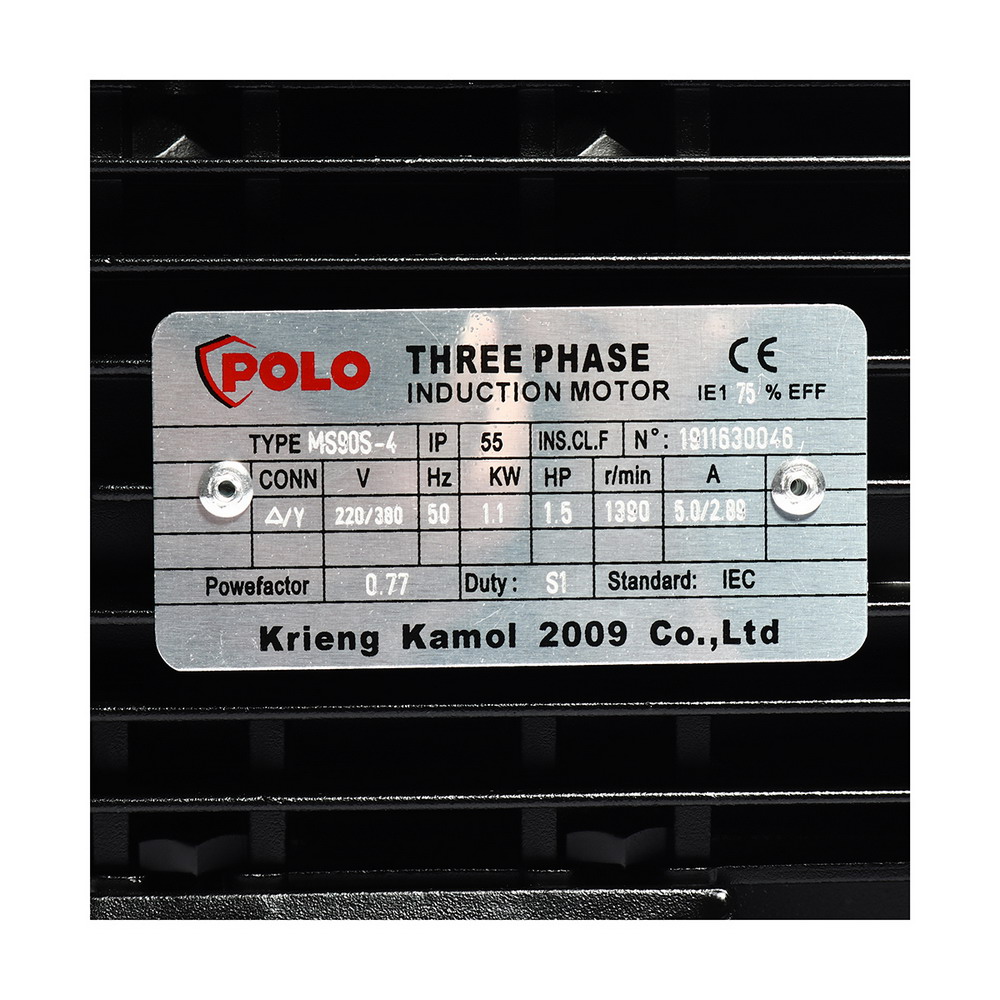 POLO THREE PHASE CE
INDUCTION MOTOR IE1 75 % EFF
TYPE MS90S-4 IP 55 INS.CL.F N°: 1911630046
CONN V Hz KW HP r/min A
Δ/Y 220/380 50 1.1 1.5 1390 5.0/2.89
Powefactor 0.77 Duty: S1 Standard: IEC
Krieng Kamol 2009 Co.,Ltd